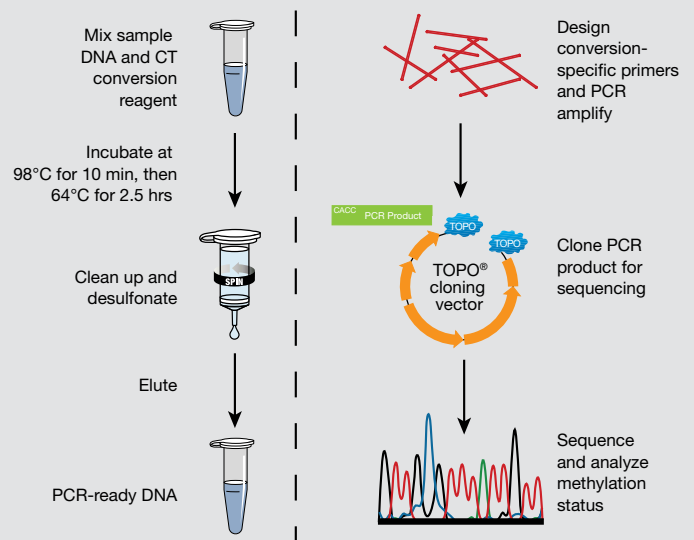 Mix sample
DNA and CT
conversion
reagent
Incubate at
98°C for 10 min, then
64°C for 2.5 hrs
SPIN
Clean up and
desulfonate
Elute
PCR-ready DNA
Design
conversion-
specific primers
and PCR
amplify
CACC
PCR Product
TOPO
TOPO
TOPO®
cloning
vector
Clone PCR
product for
sequencing
Sequence
and analyze
methylation
status